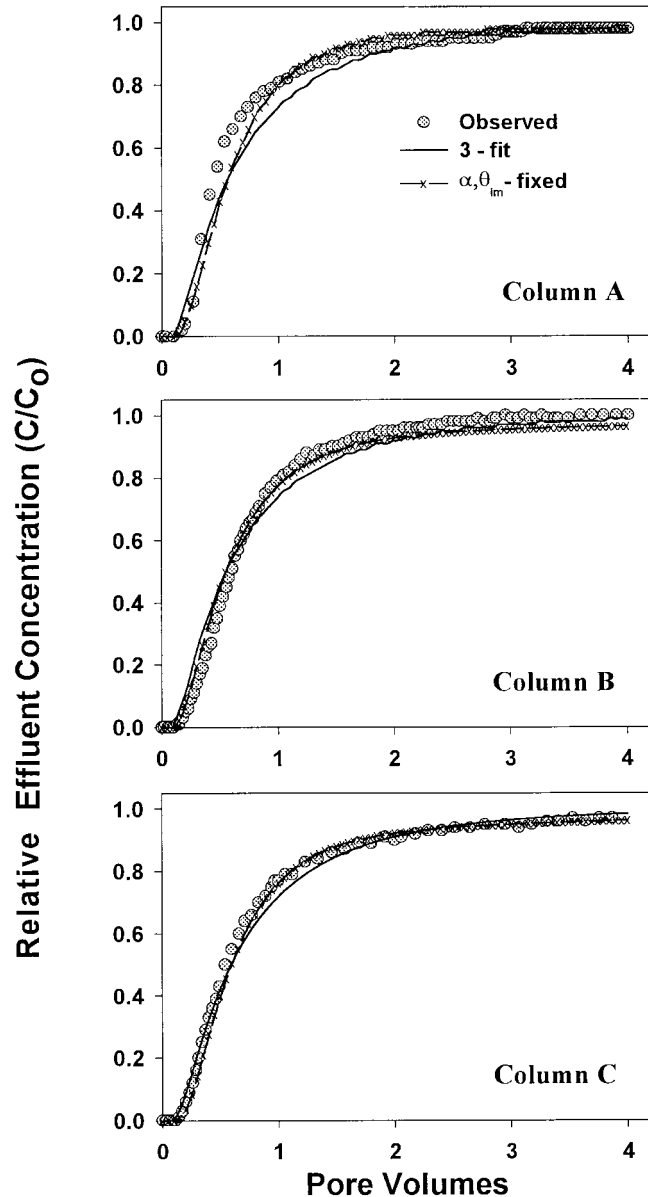 Relative Effluent Concentration (C/C₀)
1.0
0.8
0.6
0.4
0.2
0.0
Observed
3 - fit
α,θim- fixed
Column A
0 1 2 3 4
1.0
0.8
0.6
0.4
0.2
0.0
Column B
0 1 2 3 4
1.0
0.8
0.6
0.4
0.2
0.0
Column C
0 1 2 3 4
Pore Volumes